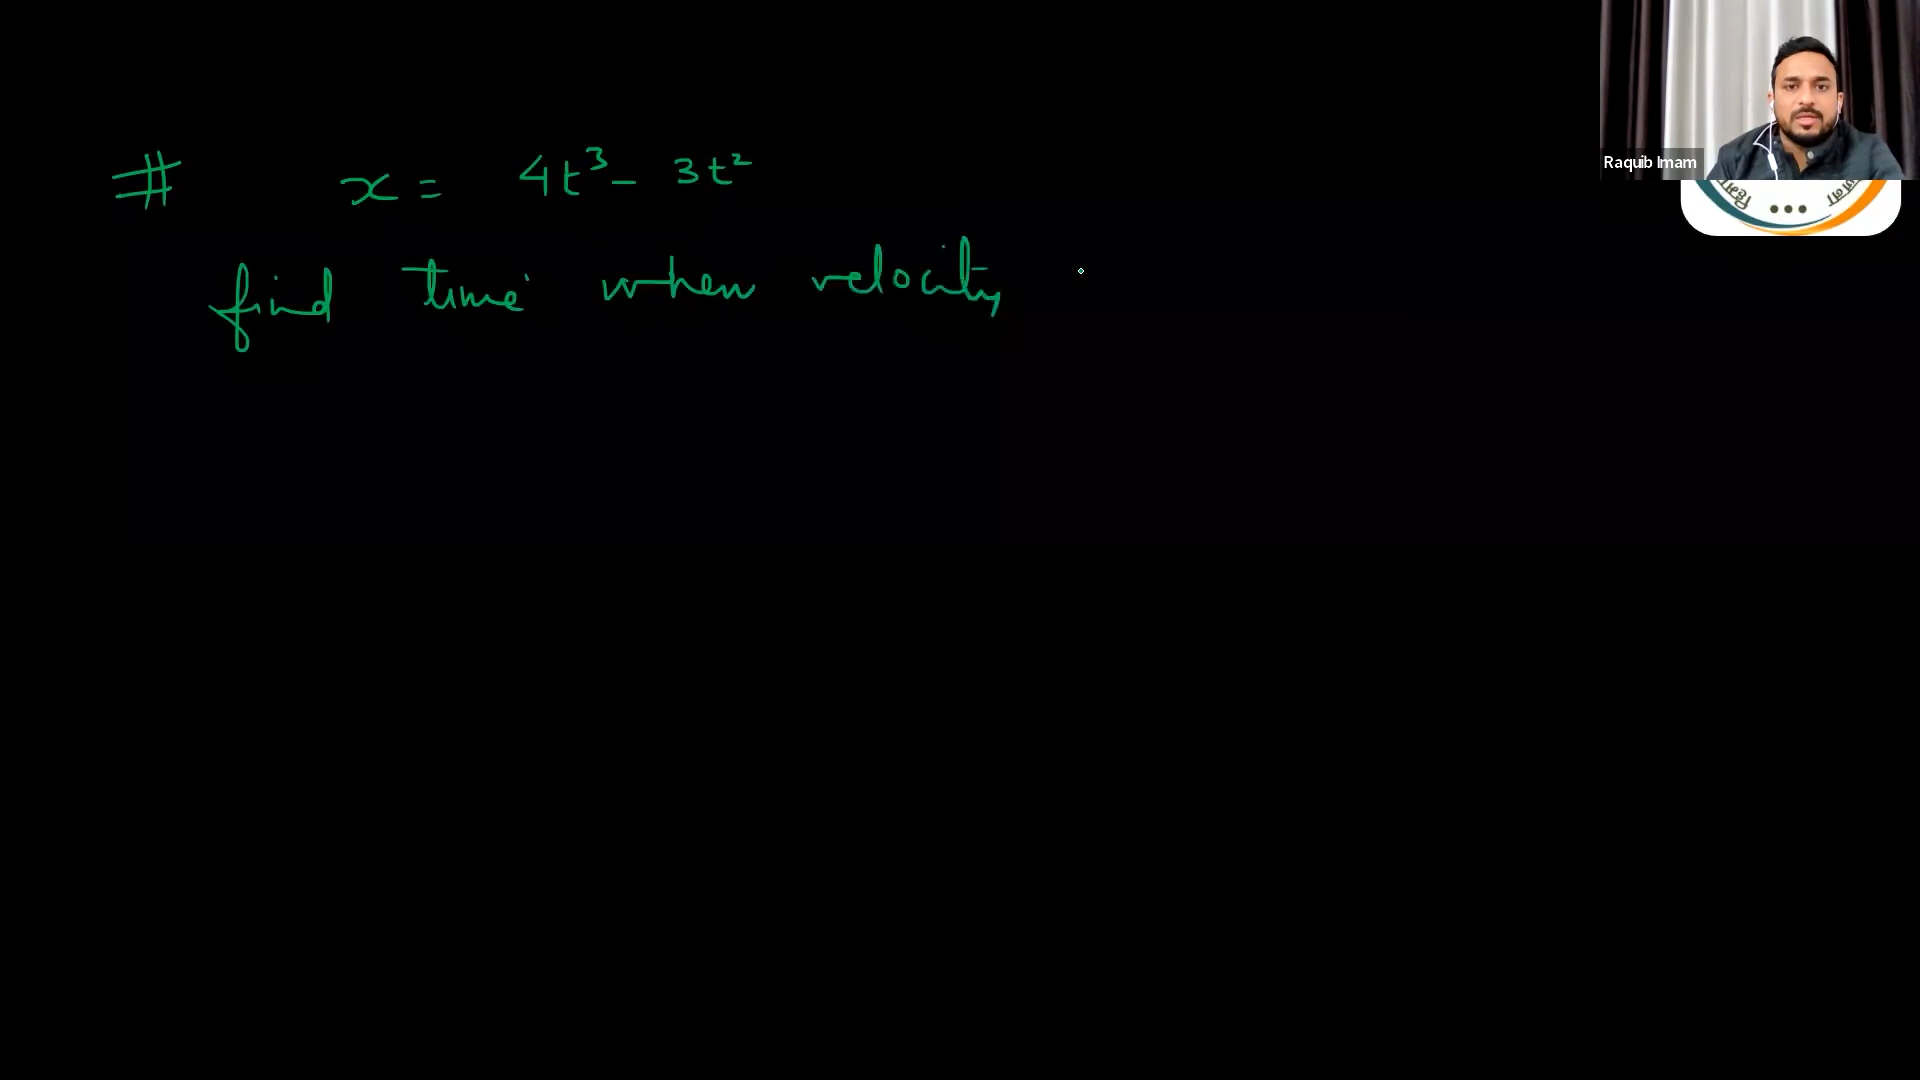 # x = 4t³ - 3t²
find time when velocity
Raquib Imam